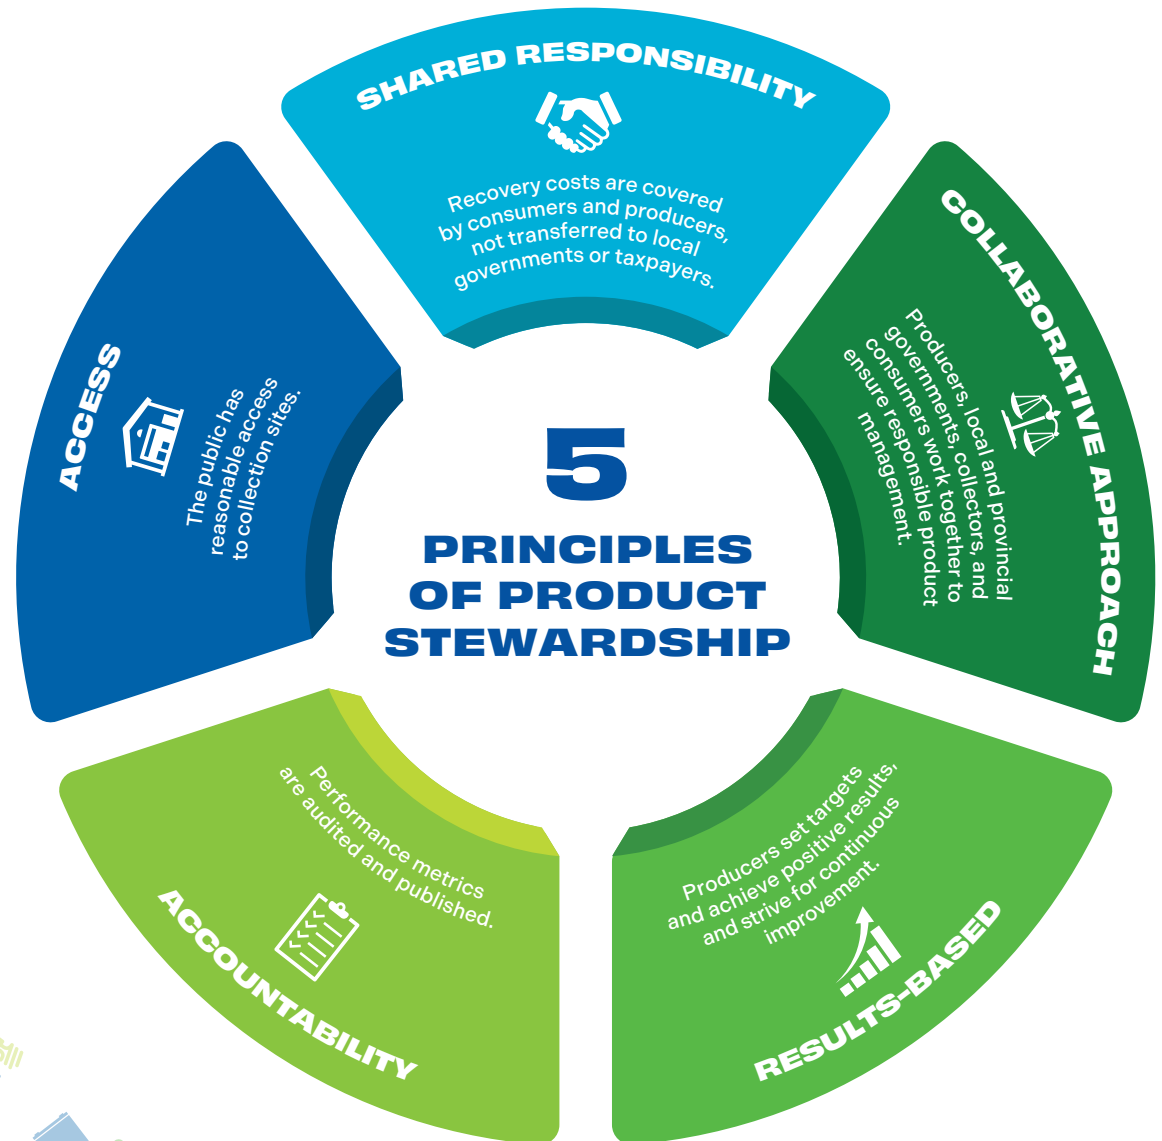 5
PRINCIPLES
OF PRODUCT
STEWARDSHIP
SHARED RESPONSIBILITY
Recovery costs are covered
by consumers and producers,
not transferred to local
governments or taxpayers.
COLLABORATIVE APPROACH
Producers, local and provincial
governments, collectors, and
consumers work together to
ensure responsible product
management.
RESULTS-BASED
Producers set targets
and achieve positive results,
and strive for continuous
improvement.
ACCOUNTABILITY
Performance metrics
are audited and published.
ACCESS
The public has
reasonable access
to collection sites.